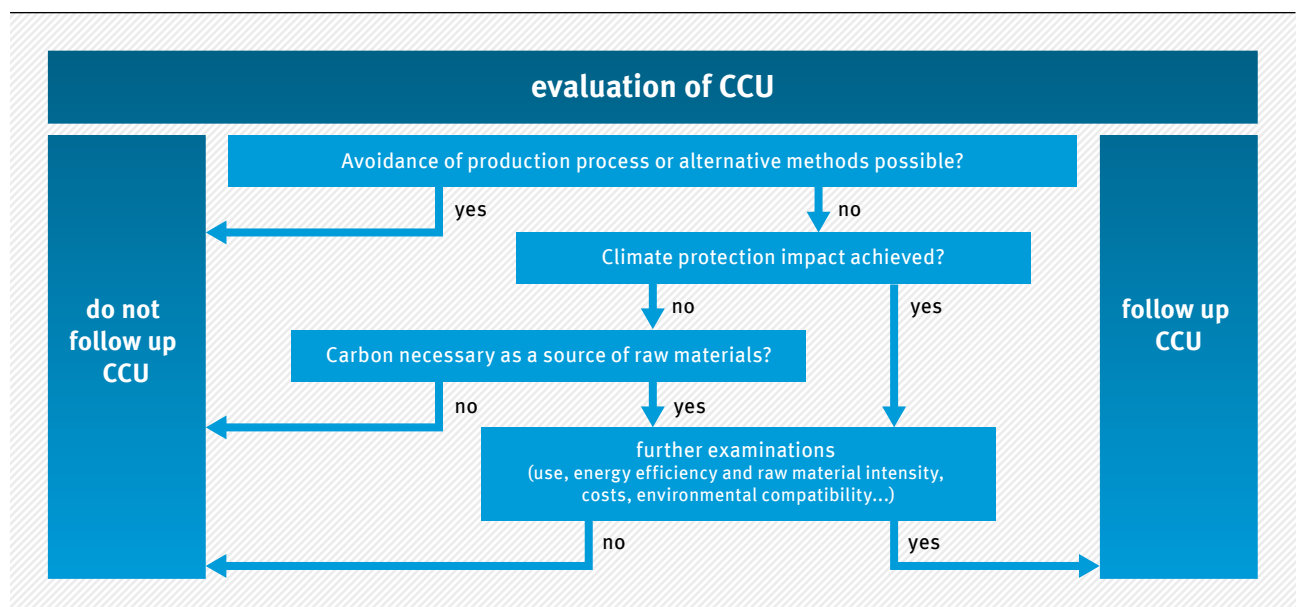 evaluation of CCU
Avoidance of production process or alternative methods possible?
yes
no
Climate protection impact achieved?
do not
follow up
CCU
no
yes
follow up
CCU
Carbon necessary as a source of raw materials?
no
yes
further examinations
(use, energy efficiency and raw material intensity,
costs, environmental compatibility...)
no
yes